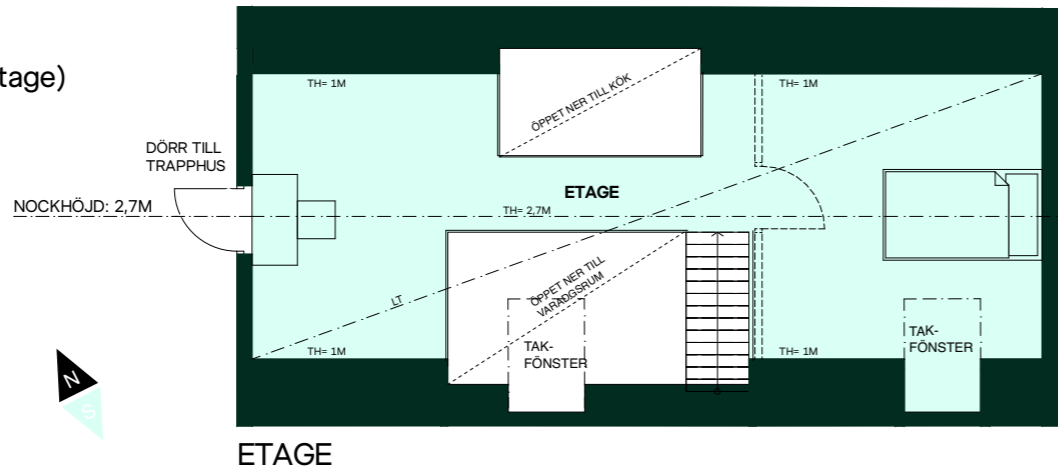 tage)
TH= 1M
TH= 1M
ÖPPET NER TILL KÖK
DÖRR TILL
TRAPPHUS
ETAGE
NOCKHÖJD: 2,7M
TH= 2,7M
ÖPPET NER TILL
VARADGSRUM
LT
TAK-
FÖNSTER
TAK-
FÖNSTER
TH= 1M
TH= 1M
N
S
ETAGE